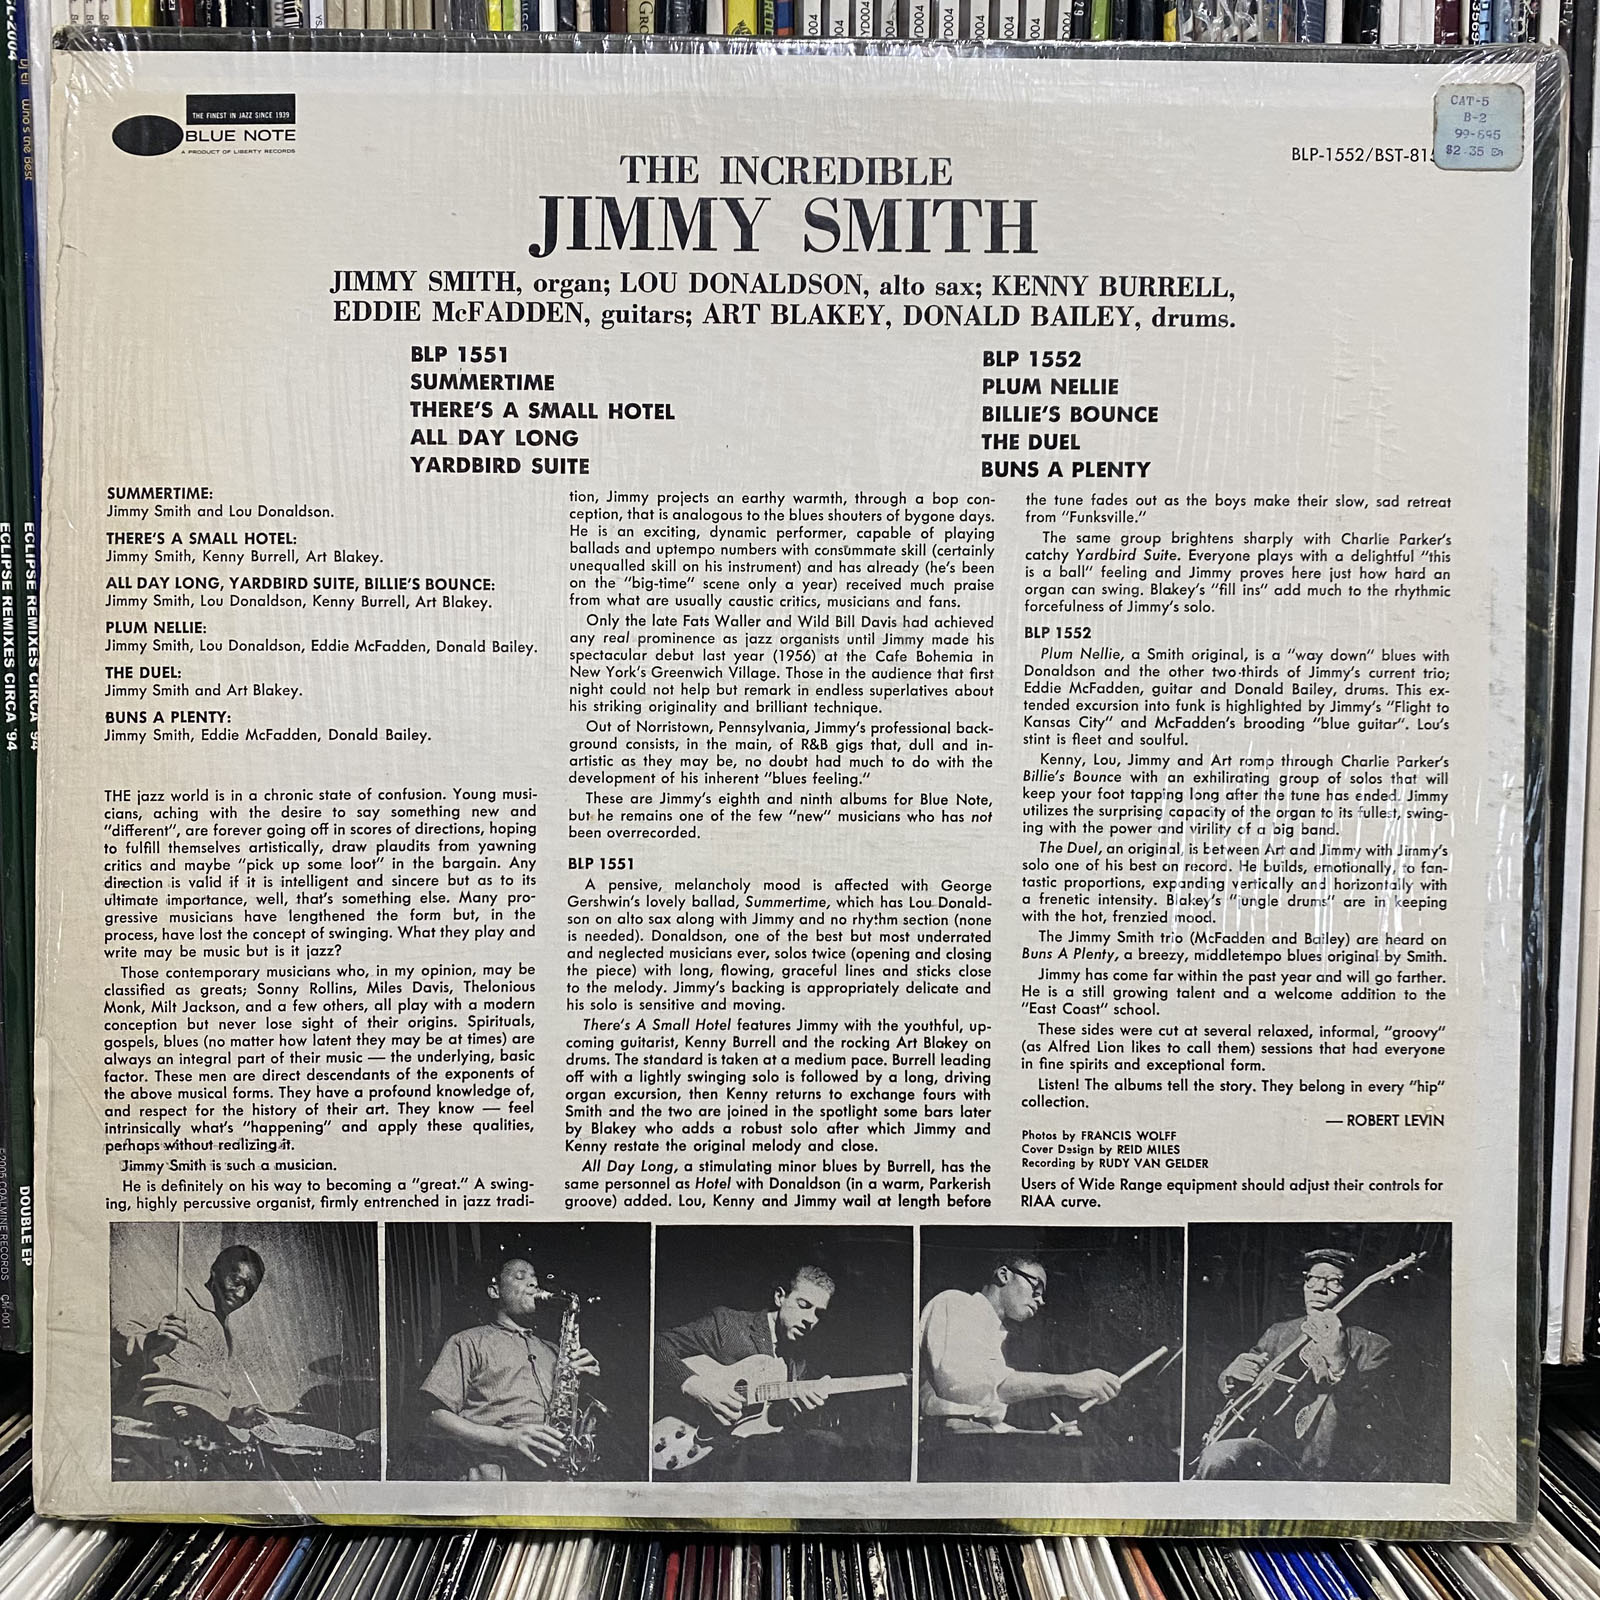 THE FINEST IN JAZZ SINCE 1939
BLUE NOTE
A PRODUCT OF LIBERTY RECORDS
CAT-5
B-2
99-695
$2.35
BLP-1552/BST-815
THE INCREDIBLE
JIMMY SMITH
JIMMY SMITH, organ; LOU DONALDSON, alto sax; KENNY BURRELL,
EDDIE McFADDEN, guitars; ART BLAKEY, DONALD BAILEY, drums.
BLP 1551
SUMMERTIME
THERE'S A SMALL HOTEL
ALL DAY LONG
YARDBIRD SUITE
BLP 1552
PLUM NELLIE
BILLIE'S BOUNCE
THE DUEL
BUNS A PLENTY
SUMMERTIME:
Jimmy Smith and Lou Donaldson.
THERE'S A SMALL HOTEL:
Jimmy Smith, Kenny Burrell, Art Blakey.
ALL DAY LONG, YARDBIRD SUITE, BILLIE'S BOUNCE:
Jimmy Smith, Lou Donaldson, Kenny Burrell, Art Blakey.
PLUM NELLIE:
Jimmy Smith, Lou Donaldson, Eddie McFadden, Donald Bailey.
THE DUEL:
Jimmy Smith and Art Blakey.
BUNS A PLENTY:
Jimmy Smith, Eddie McFadden, Donald Bailey.
THE jazz world is in a chronic state of confusion. Young musi-
cians, aching with the desire to say something new and
"different", are forever going off in scores of directions, hoping
to fulfill themselves artistically, draw plaudits from yawning
critics and maybe "pick up some loot" in the bargain. Any
direction is valid if it is intelligent and sincere but as to its
ultimate importance, well, that's something else. Many pro-
gressive musicians have lengthened the form but, in the
process, have lost the concept of swinging. What they play and
write may be music but is it jazz?
Those contemporary musicians who, in my opinion, may be
classified as greats; Sonny Rollins, Miles Davis, Thelonious
Monk, Milt Jackson, and a few others, all play with a modern
conception but never lose sight of their origins. Spirituals,
gospels, blues (no matter how latent they may be at times) are
always an integral part of their music — the underlying, basic
factor. These men are direct descendants of the exponents of
the above musical forms. They have a profound knowledge of,
and respect for the history of their art. They know — feel
intrinsically what's "happening" and apply these qualities,
perhaps without realizing it.
Jimmy Smith is such a musician.
He is definitely on his way to becoming a "great." A swing-
ing, highly percussive organist, firmly entrenched in jazz tradi-
tion, Jimmy projects an earthy warmth, through a bop con-
ception, that is analogous to the blues shouters of bygone days.
He is an exciting, dynamic performer, capable of playing
ballads and uptempo numbers with consummate skill (certainly
unequalled skill on his instrument) and has already (he's been
on the "big-time" scene only a year) received much praise
from what are usually caustic critics, musicians and fans.
Only the late Fats Waller and Wild Bill Davis had achieved
any real prominence as jazz organists until Jimmy made his
spectacular debut last year (1956) at the Cafe Bohemia in
New York's Greenwich Village. Those in the audience that first
night could not help but remark in endless superlatives about
his striking originality and brilliant technique.
Out of Norristown, Pennsylvania, Jimmy's professional back-
ground consists, in the main, of R&B gigs that, dull and in-
artistic as they may be, no doubt had much to do with the
development of his inherent "blues feeling."
These are Jimmy's eighth and ninth albums for Blue Note,
but he remains one of the few "new" musicians who has not
been overrecorded.
BLP 1551
A pensive, melancholy mood is affected with George
Gershwin's lovely ballad, Summertime, which has Lou Donald-
son on alto sax along with Jimmy and no rhythm section (none
is needed). Donaldson, one of the best but most underrated
and neglected musicians ever, solos twice (opening and closing
the piece) with long, flowing, graceful lines and sticks close
to the melody. Jimmy's backing is appropriately delicate and
his solo is sensitive and moving.
There's A Small Hotel features Jimmy with the youthful, up-
coming guitarist, Kenny Burrell and the rocking Art Blakey on
drums. The standard is taken at a medium pace. Burrell leading
off with a lightly swinging solo is followed by a long, driving
organ excursion, then Kenny returns to exchange fours with
Smith and the two are joined in the spotlight some bars later
by Blakey who adds a robust solo after which Jimmy and
Kenny restate the original melody and close.
All Day Long, a stimulating minor blues by Burrell, has the
same personnel as Hotel with Donaldson (in a warm, Parkerish
groove) added. Lou, Kenny and Jimmy wail at length before
the tune fades out as the boys make their slow, sad retreat
from "Funksville."
The same group brightens sharply with Charlie Parker's
catchy Yardbird Suite. Everyone plays with a delightful "this
is a ball" feeling and Jimmy proves here just how hard an
organ can swing. Blakey's "fill ins" add much to the rhythmic
forcefulness of Jimmy's solo.
BLP 1552
Plum Nellie, a Smith original, is a "way down" blues with
Donaldson and the other two-thirds of Jimmy's current trio;
Eddie McFadden, guitar and Donald Bailey, drums. This ex-
tended excursion into funk is highlighted by Jimmy's "Flight to
Kansas City" and McFadden's brooding "blue guitar". Lou's
stint is fleet and soulful.
Kenny, Lou, Jimmy and Art romp through Charlie Parker's
Billie's Bounce with an exhilirating group of solos that will
keep your foot tapping long after the tune has ended. Jimmy
utilizes the surprising capacity of the organ to its fullest, swing-
ing with the power and virility of a big band.
The Duel, an original, is between Art and Jimmy with Jimmy's
solo one of his best on record. He builds, emotionally, to fan-
tastic proportions, expanding vertically and horizontally with
a frenetic intensity. Blakey's "jungle drums" are in keeping
with the hot, frenzied mood.
The Jimmy Smith trio (McFadden and Bailey) are heard on
Buns A Plenty, a breezy, middletempo blues original by Smith.
Jimmy has come far within the past year and will go farther.
He is a still growing talent and a welcome addition to the
"East Coast" school.
These sides were cut at several relaxed, informal, "groovy"
(as Alfred Lion likes to call them) sessions that had everyone
in fine spirits and exceptional form.
Listen! The albums tell the story. They belong in every "hip"
collection.
— ROBERT LEVIN
Photos by FRANCIS WOLFF
Cover Design by REID MILES
Recording by RUDY VAN GELDER
Users of Wide Range equipment should adjust their controls for
RIAA curve.
ECLIPSE REMIXES CIRCA '94
ECLIPSE REMIXES CIRCA '94
DOUBLE EP